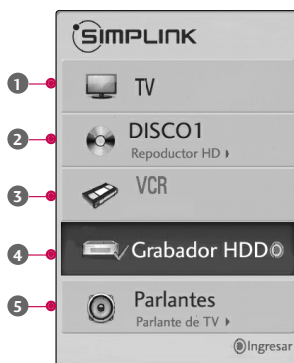 SIMPLINK
1 TV
2 DISCO1
Repoductor HD
3 VCR
4 Grabador HDD
5 Parlantes
Parlante de TV
Ingresar